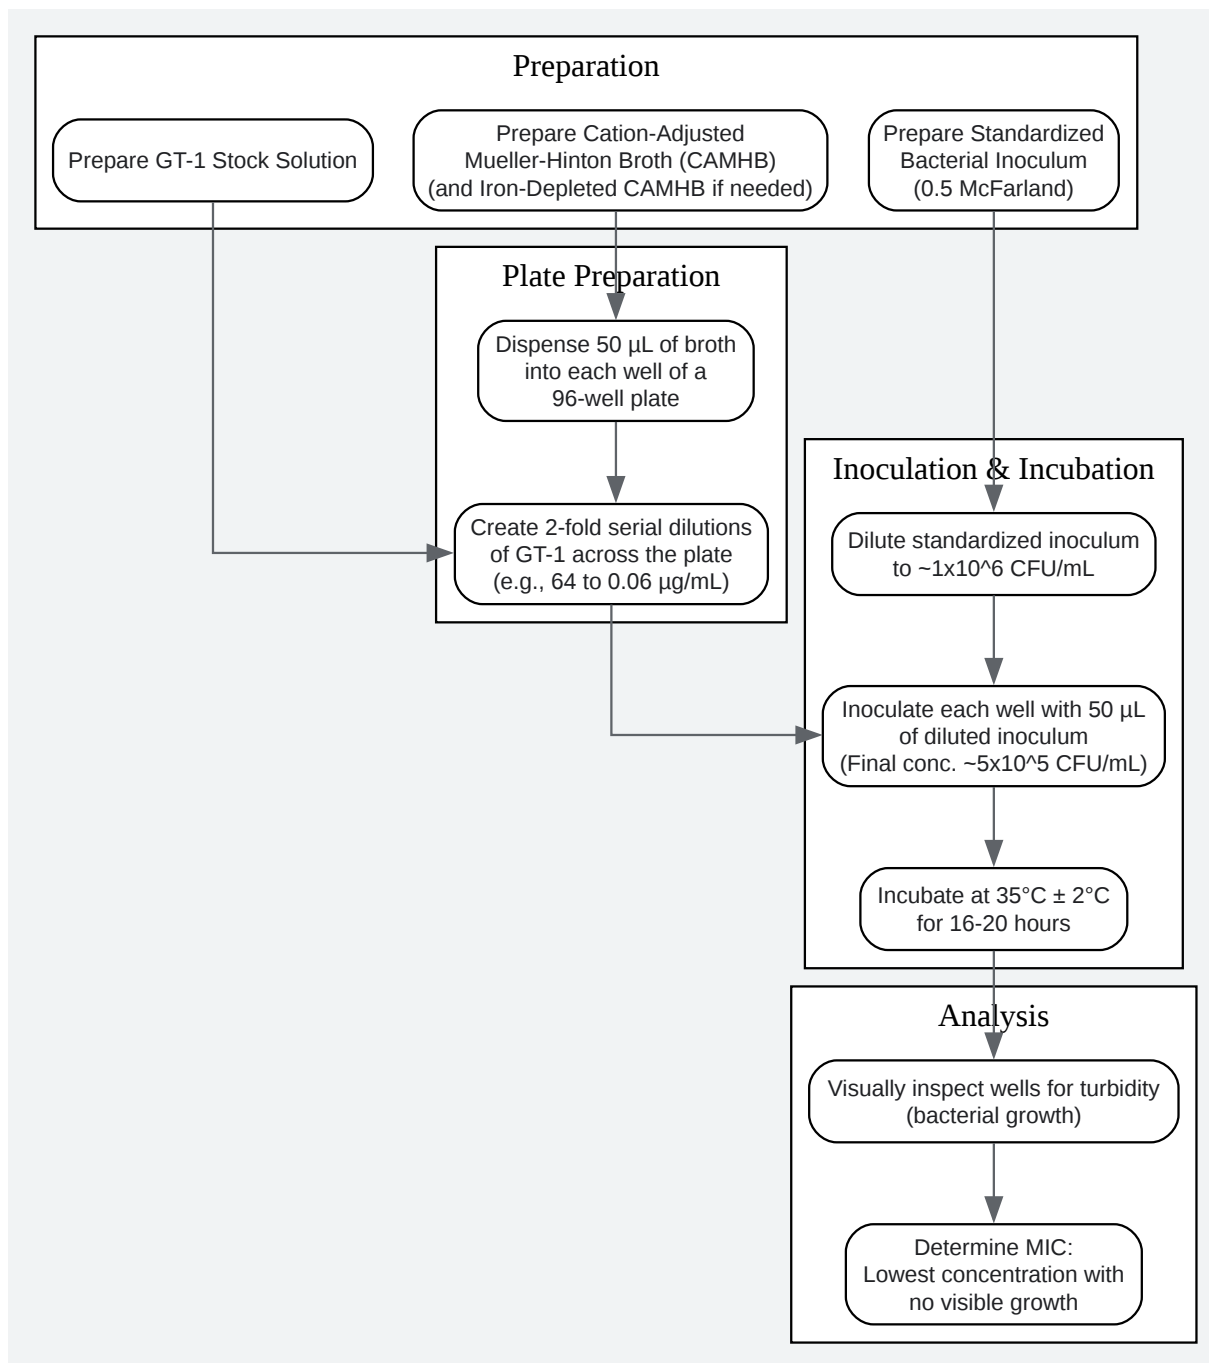 Preparation
Prepare GT-1 Stock Solution
Prepare Cation-Adjusted
Mueller-Hinton Broth (CAMHB)
(and Iron-Depleted CAMHB if needed)
Prepare Standardized
Bacterial Inoculum
(0.5 McFarland)
Plate Preparation
Dispense 50 µL of broth
into each well of a
96-well plate
Create 2-fold serial dilutions
of GT-1 across the plate
(e.g., 64 to 0.06 µg/mL)
Inoculation & Incubation
Dilute standardized inoculum
to ~1x10^6 CFU/mL
Inoculate each well with 50 µL
of diluted inoculum
(Final conc. ~5x10^5 CFU/mL)
Incubate at 35°C ± 2°C
for 16-20 hours
Analysis
Visually inspect wells for turbidity
(bacterial growth)
Determine MIC:
Lowest concentration with
no visible growth